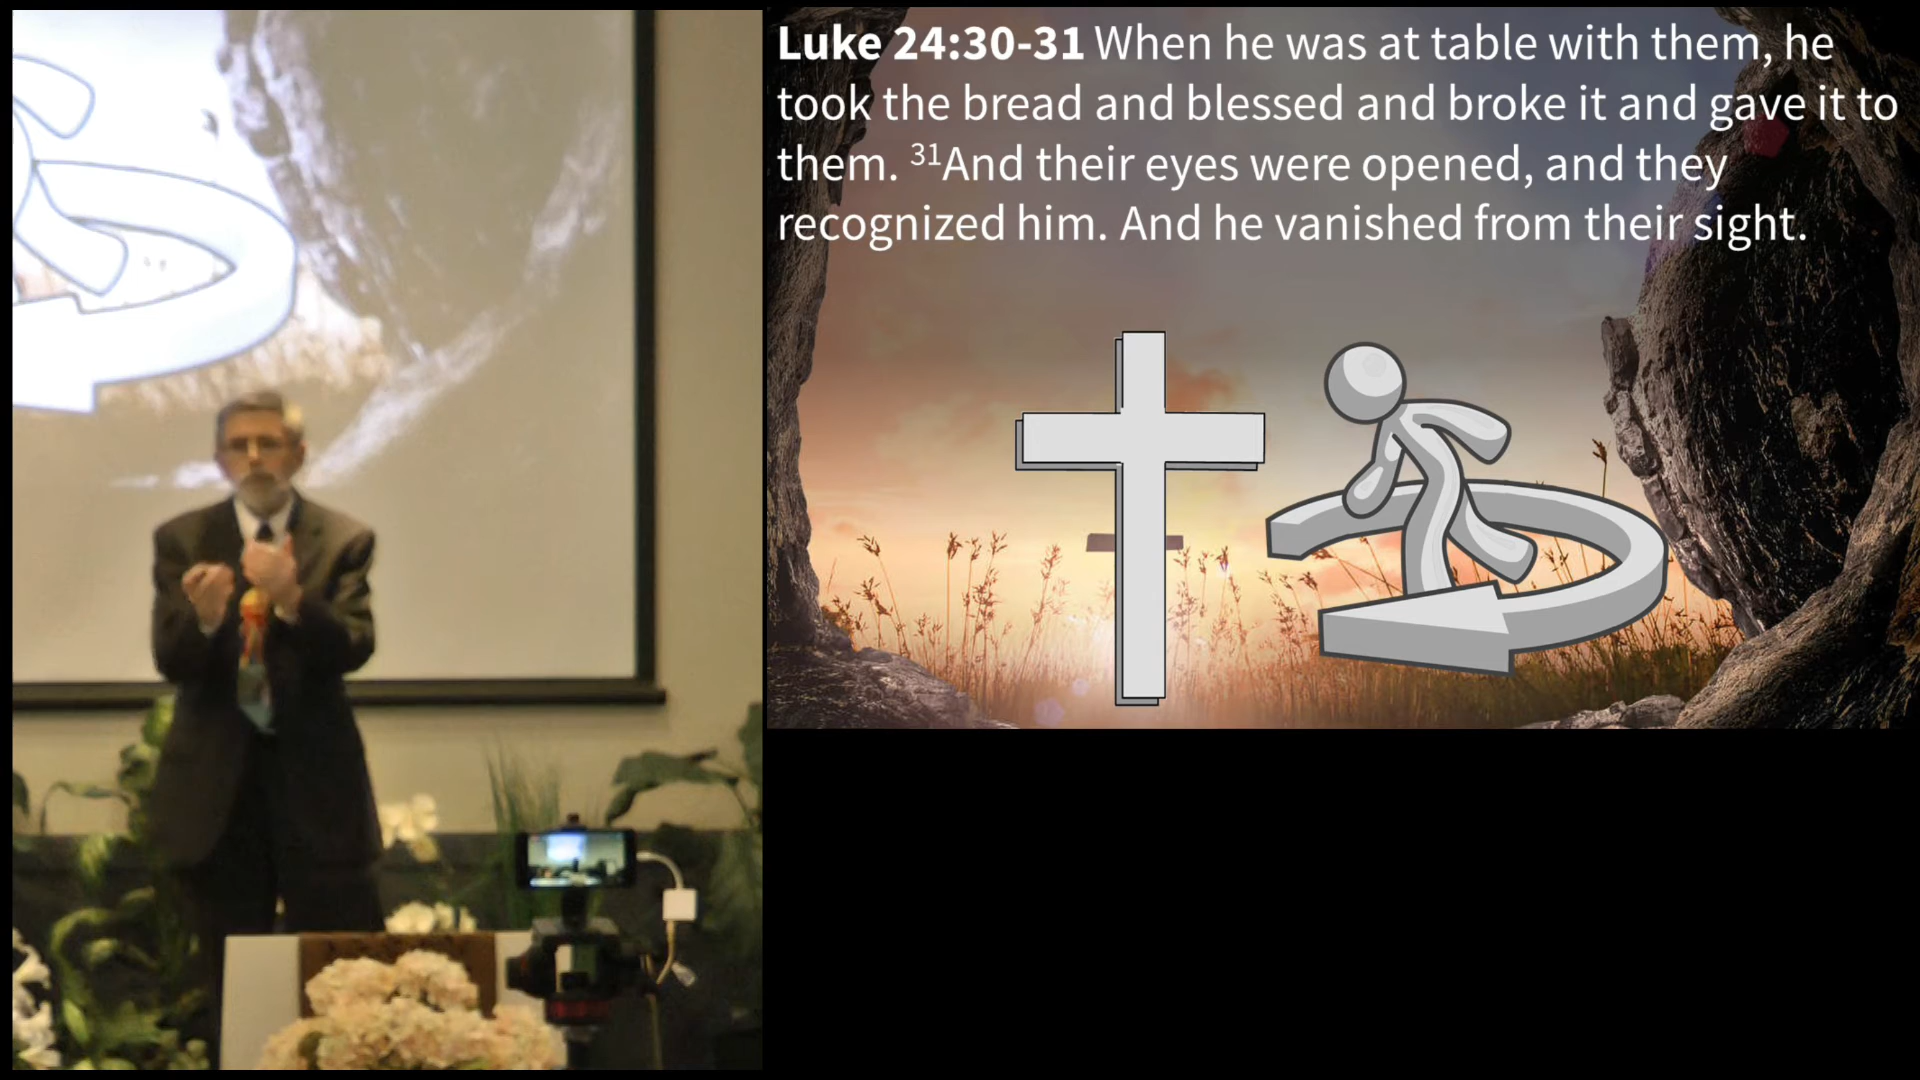 Luke 24:30-31 When he was at table with them, he
took the bread and blessed and broke it and gave it to
them. ³¹And their eyes were opened, and they
recognized him. And he vanished from their sight.